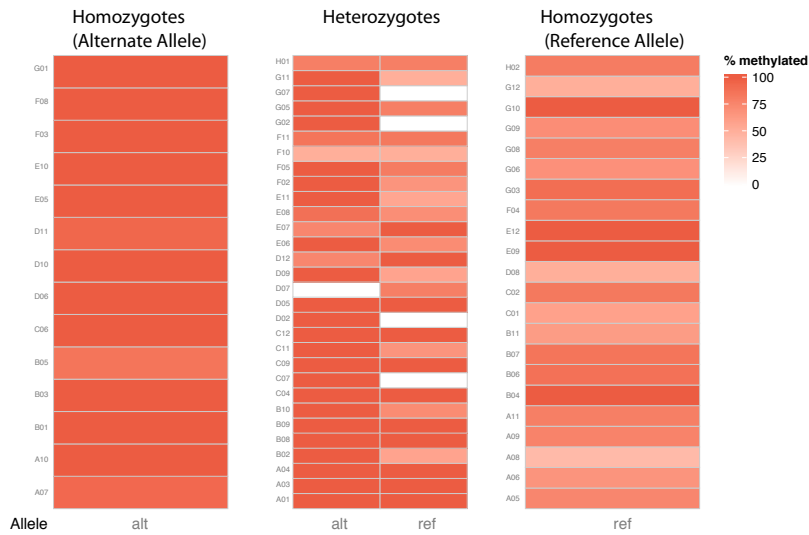 Homozygotes
(Alternate Allele)
Heterozygotes
Homozygotes
(Reference Allele)
% methylated
100
75
50
25
0
G01
F08
F03
E10
E05
D11
D10
D06
C06
B05
B03
B01
A10
A07
H01
G11
G07
G05
G02
F11
F10
F05
F02
E11
E08
E07
E06
D12
D09
D07
D05
D02
C12
C11
C09
C07
C04
B10
B09
B08
B02
A04
A03
A01
H02
G12
G10
G09
G08
G06
G03
F04
E12
E09
D08
C02
C01
B11
B07
B06
B04
A11
A09
A08
A06
A05
Allele
alt
alt
ref
ref